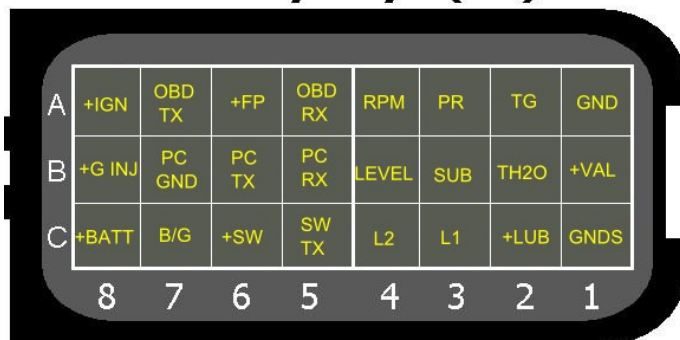 A +IGN OBD TX +FP OBD RX RPM PR TG GND
B +G INJ PC GND PC TX PC RX LEVEL SUB TH2O +VAL
C +BATT B/G +SW SW TX L2 L1 +LUB GNDS
8 7 6 5 4 3 2 1